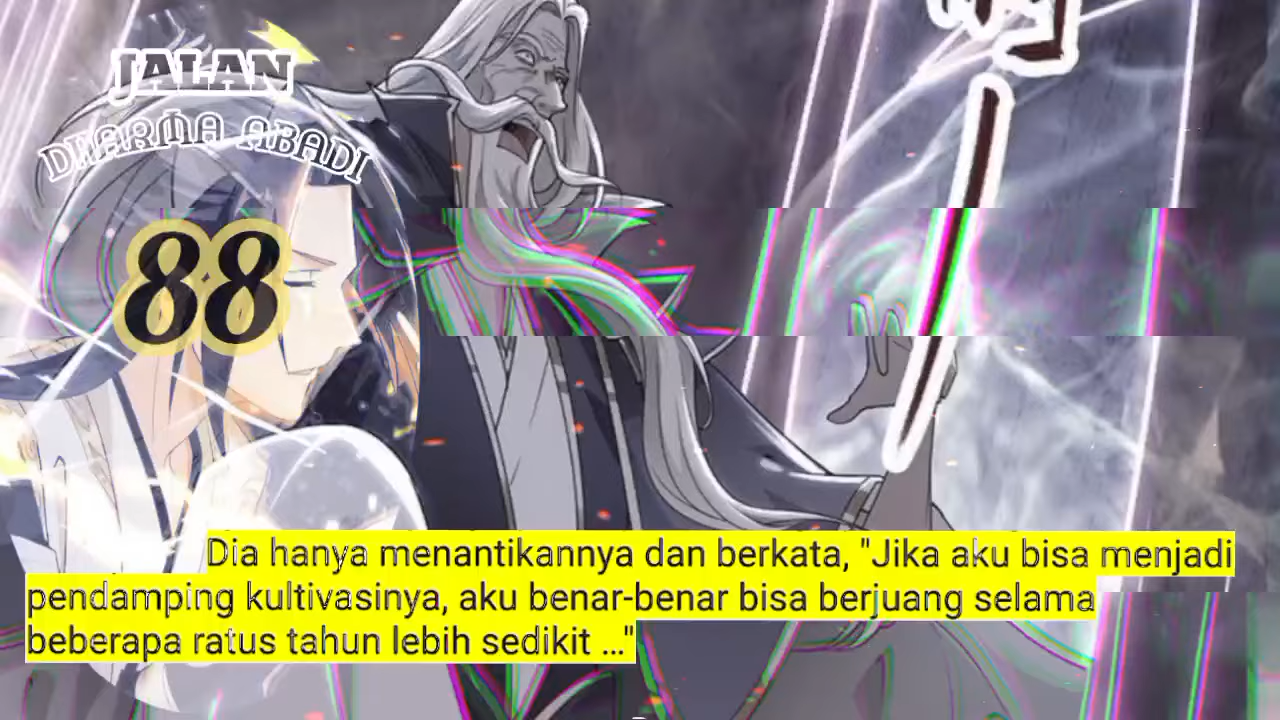 JALAN
DHARMA ABADI
88
Dia hanya menantikannya dan berkata, "Jika aku bisa menjadi
pendamping kultivasinya, aku benar-benar bisa berjuang selama
beberapa ratus tahun lebih sedikit ..."